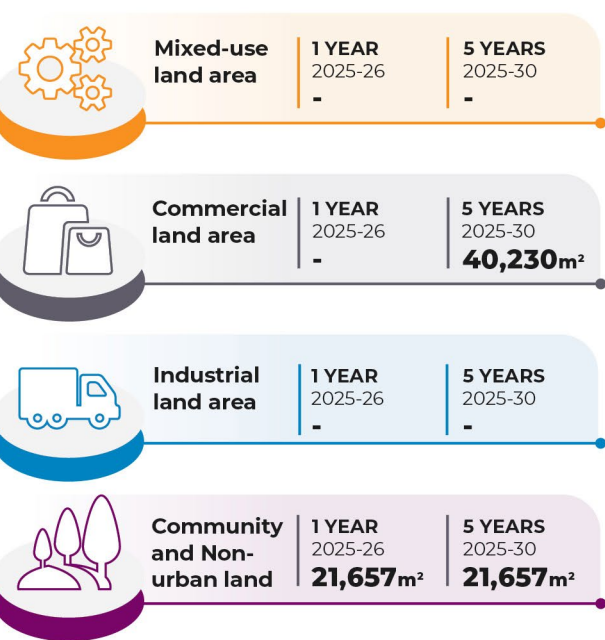 Mixed-use
land area
1 YEAR
2025-26
-
5 YEARS
2025-30
-
Commercial
land area
1 YEAR
2025-26
-
5 YEARS
2025-30
40,230m²
Industrial
land area
1 YEAR
2025-26
-
5 YEARS
2025-30
-
Community
and Non-
urban land
1 YEAR
2025-26
21,657m²
5 YEARS
2025-30
21,657m²